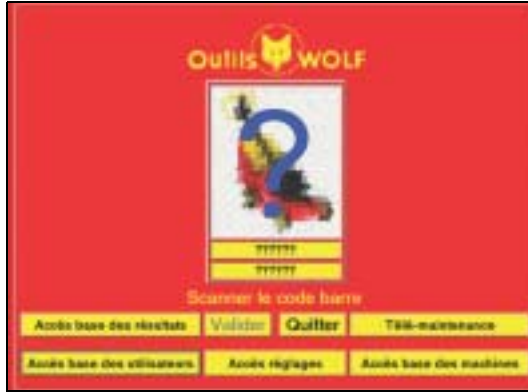 Outils WOLF
?
??????
??????
Scanner le code barre
Accès base des résultats Valider Quitter Télé-maintenance
Accès base des utilisateurs Accès réglages Accès base des machines